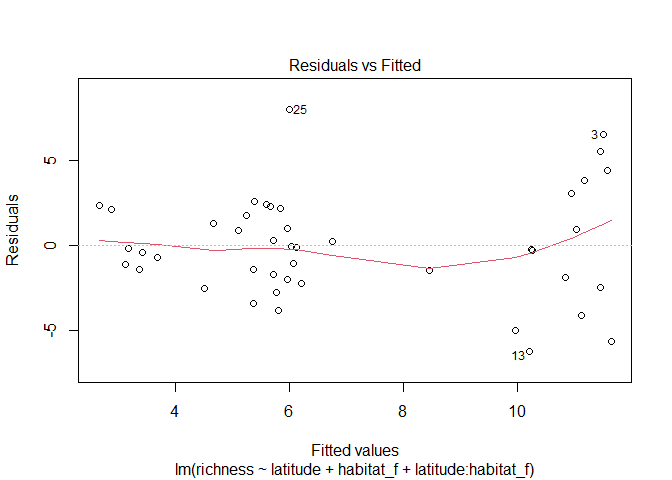 Residuals vs Fitted
Residuals
5
0
-5
25
3
13
4 6 8 10
Fitted values
lm(richness ~ latitude + habitat_f + latitude:habitat_f)